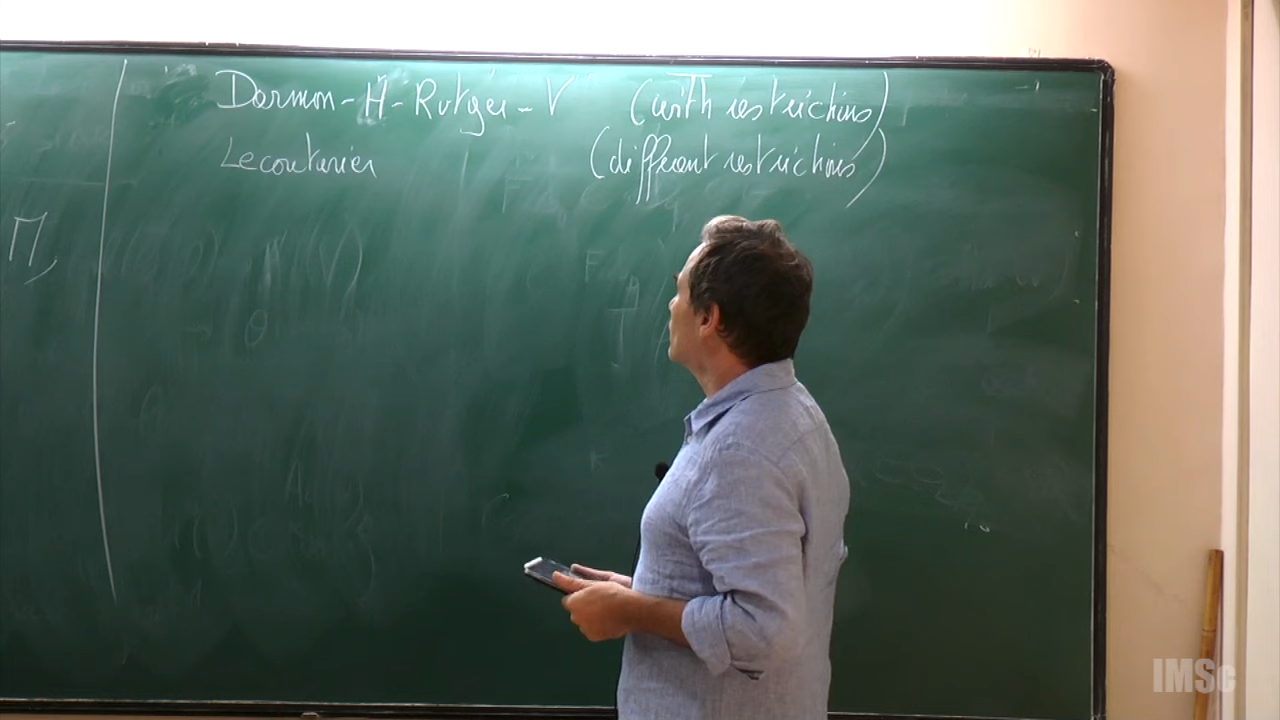 Darmon - H - Rotger - V (with restrictions)
Lecouturier (different restrictions)
Π,
IMSc